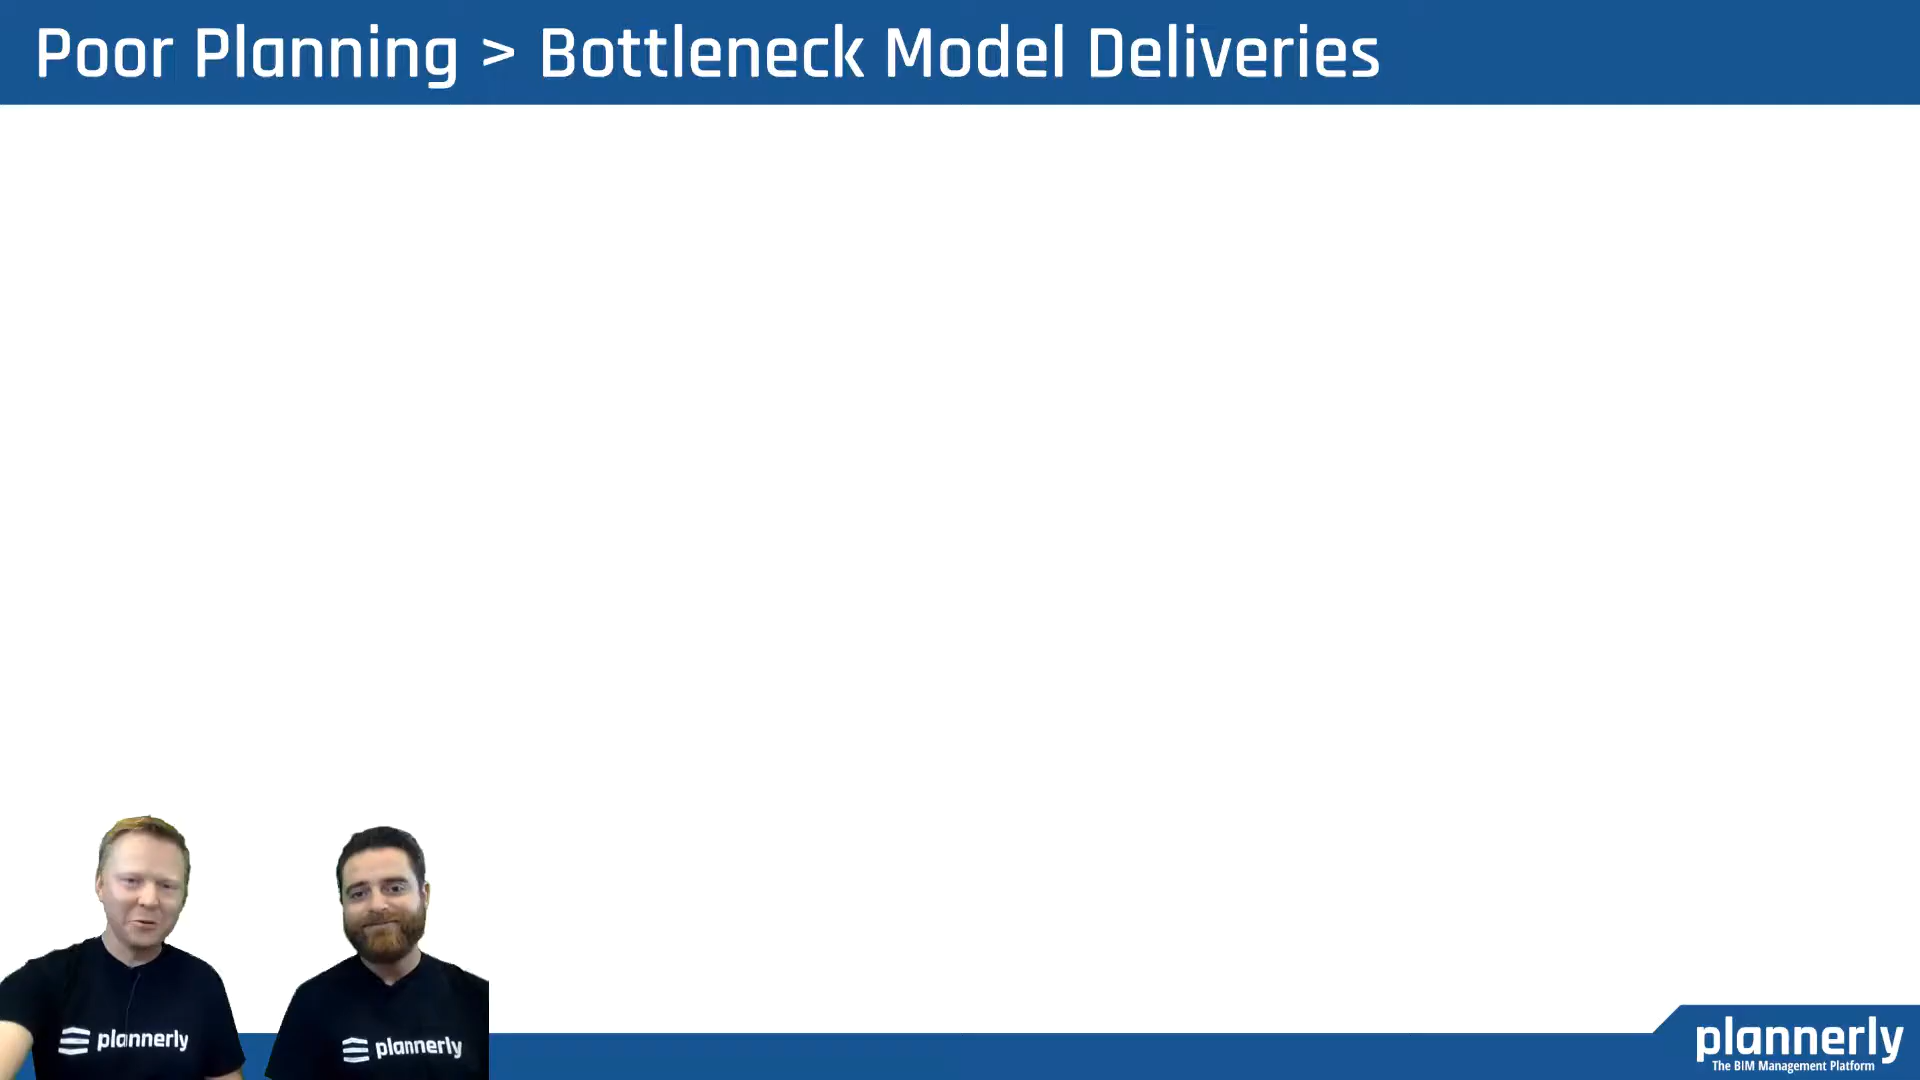 Poor Planning > Bottleneck Model Deliveries
plannerly
plannerly
plannerly
The BIM Management Platform